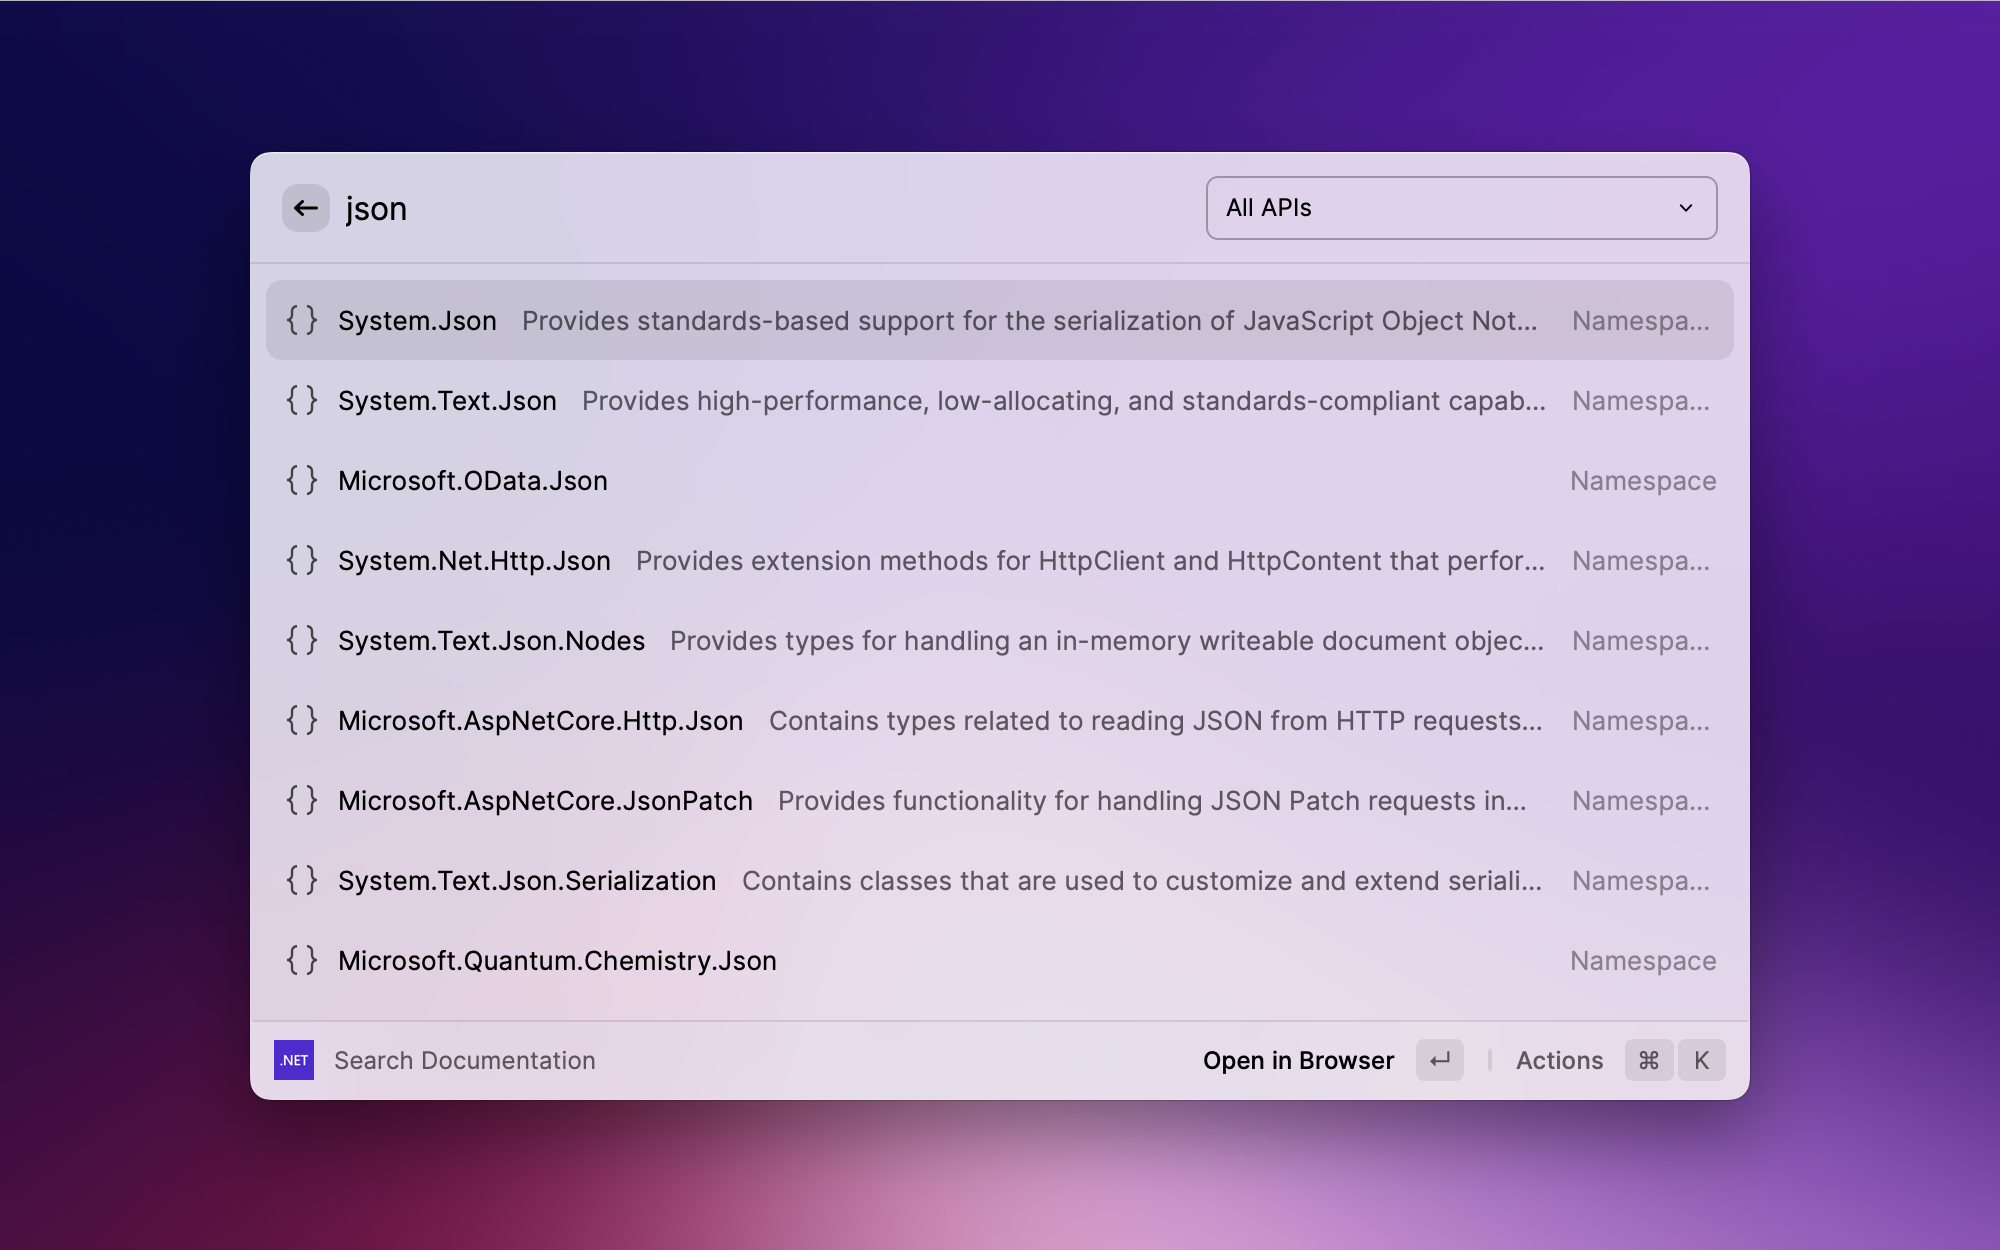 json All APIs
{ } System.Json Provides standards-based support for the serialization of JavaScript Object Not... Namespa...
{ } System.Text.Json Provides high-performance, low-allocating, and standards-compliant capab... Namespa...
{ } Microsoft.OData.Json Namespace
{ } System.Net.Http.Json Provides extension methods for HttpClient and HttpContent that perfor... Namespa...
{ } System.Text.Json.Nodes Provides types for handling an in-memory writeable document objec... Namespa...
{ } Microsoft.AspNetCore.Http.Json Contains types related to reading JSON from HTTP requests... Namespa...
{ } Microsoft.AspNetCore.JsonPatch Provides functionality for handling JSON Patch requests in... Namespa...
{ } System.Text.Json.Serialization Contains classes that are used to customize and extend seriali... Namespa...
{ } Microsoft.Quantum.Chemistry.Json Namespace
.NET Search Documentation Open in Browser ↵ Actions ⌘ K